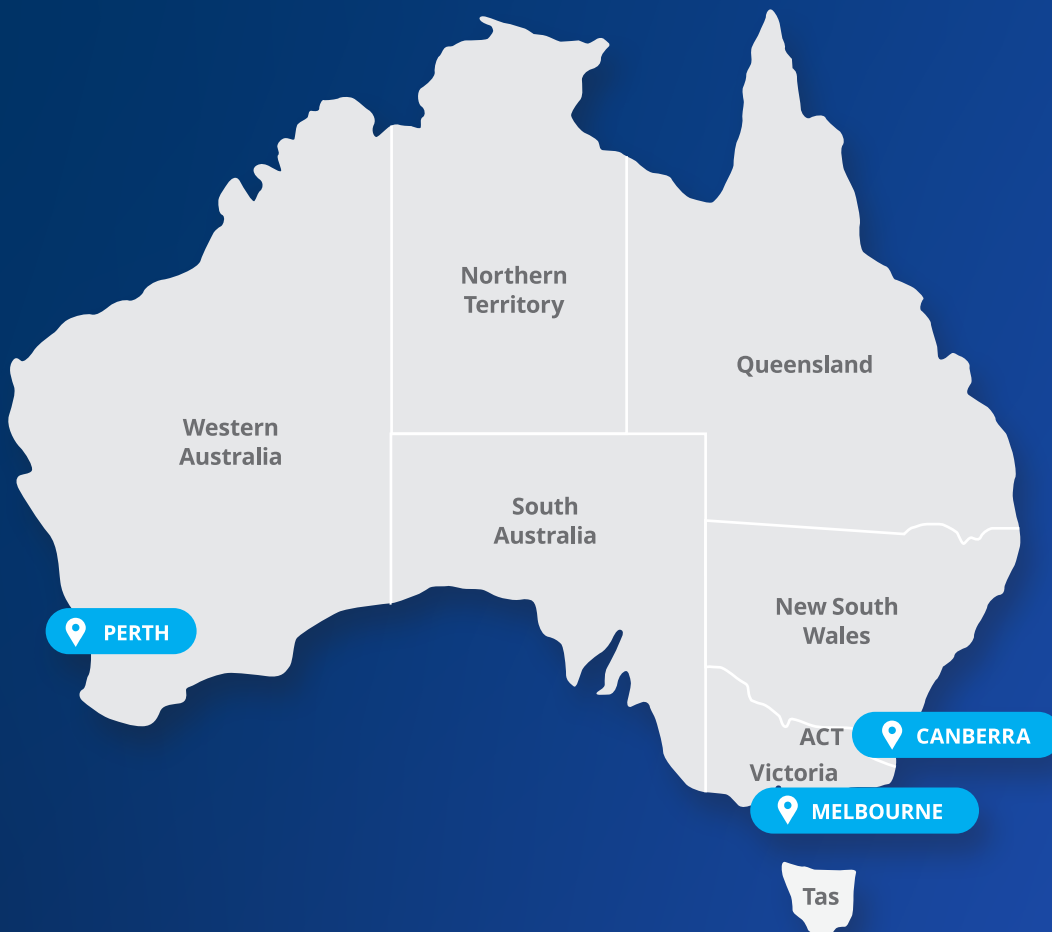 Northern
Territory
Queensland
Western
Australia
South
Australia
New South
Wales
PERTH
ACT
CANBERRA
Victoria
MELBOURNE
Tas